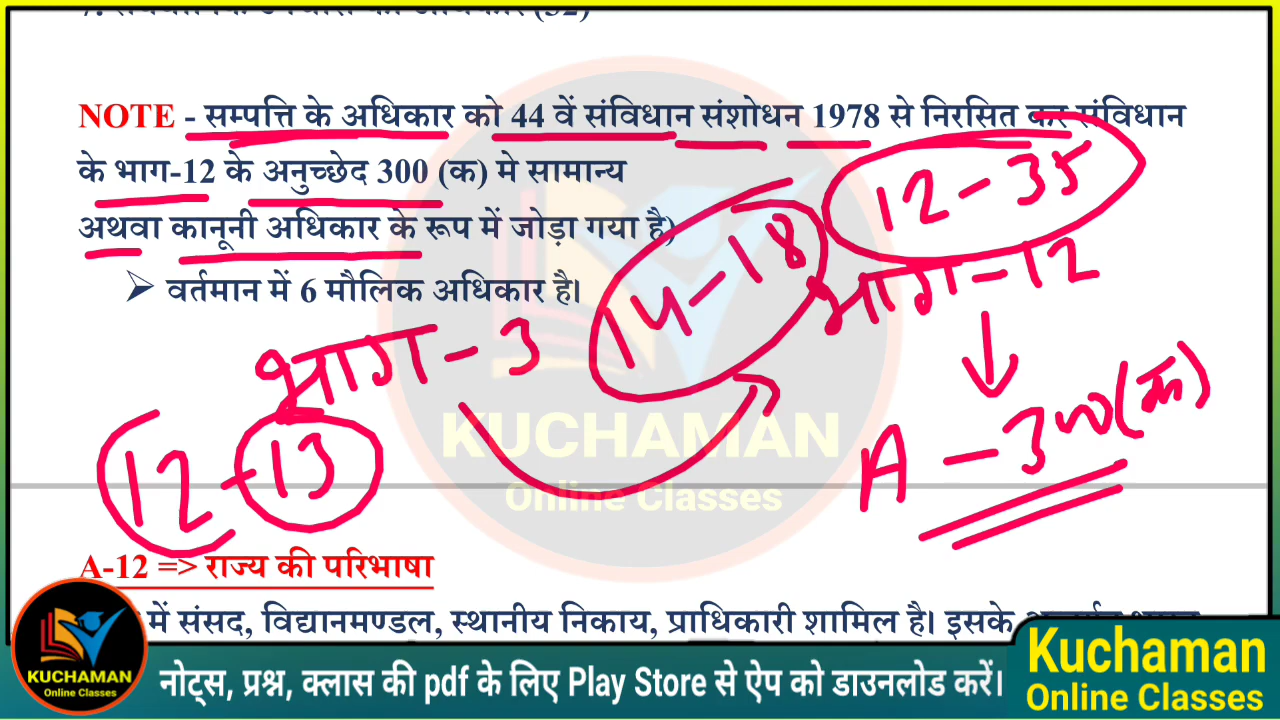 NOTE - सम्पत्ति के अधिकार को 44 वें संविधान संशोधन 1978 से निरसित कर संविधान
के भाग-12 के अनुच्छेद 300 (क) मे सामान्य
अथवा कानूनी अधिकार के रूप में जोड़ा गया है)
➢ वर्तमान में 6 मौलिक अधिकार है।
12-35
14-18
भाग-12
भाग-3
A-300(क)
12-13
KUCHAMAN
Online Classes
A-12 => राज्य की परिभाषा
में संसद, विद्यानमण्डल, स्थानीय निकाय, प्राधिकारी शामिल है। इसके
KUCHAMAN
Online Classes
नोट्स, प्रश्न, क्लास की pdf के लिए Play Store से ऐप को डाउनलोड करें।
Kuchaman
Online Classes